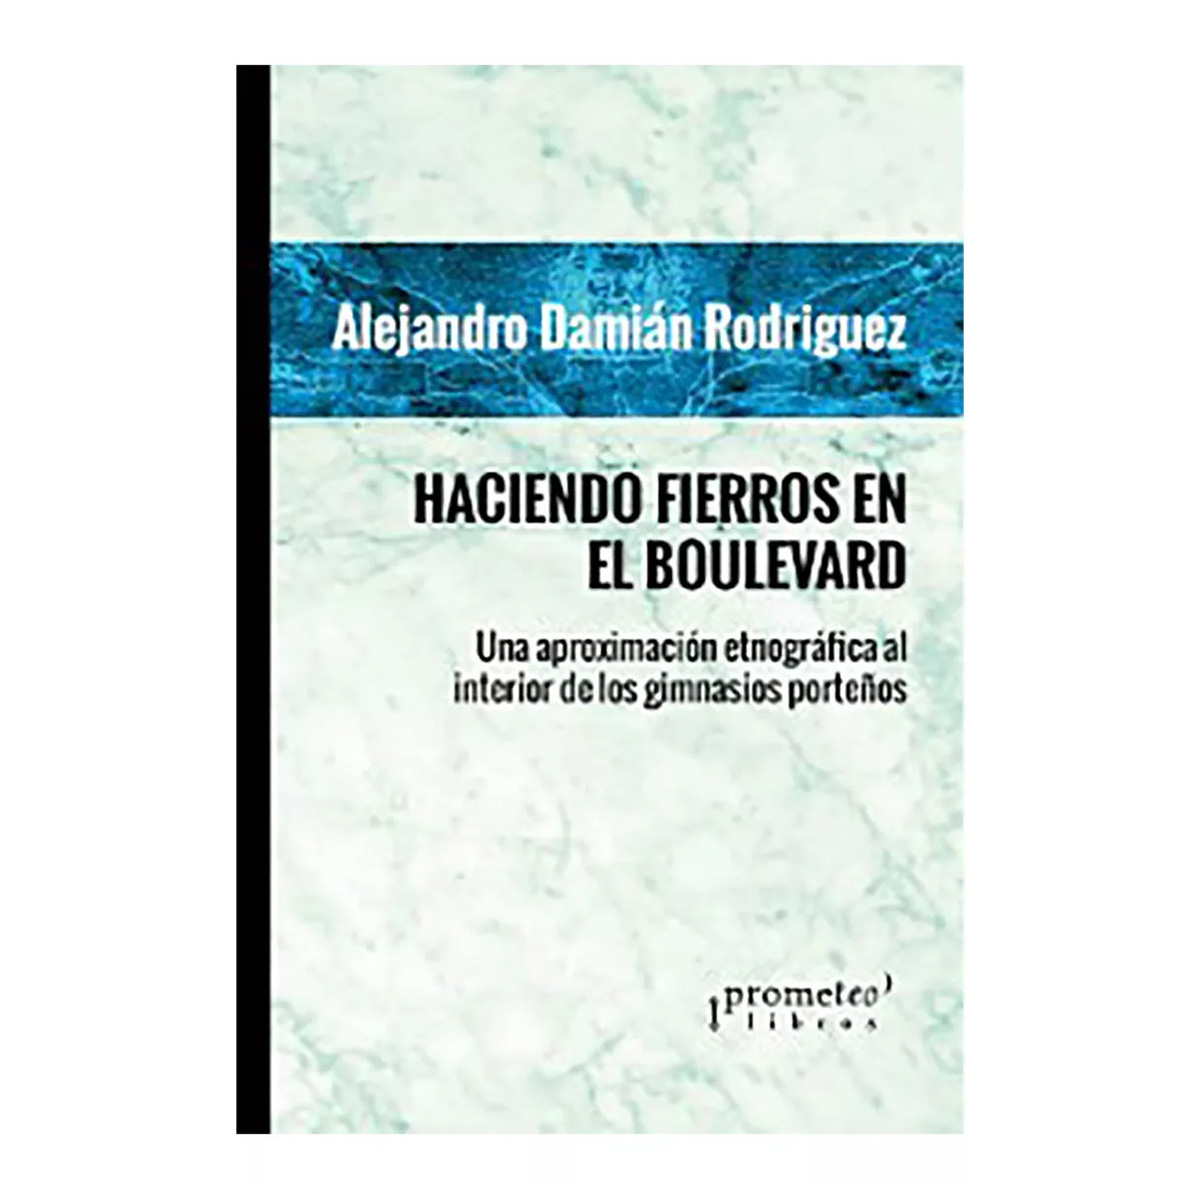 Alejandro Damián Rodriguez
HACIENDO FIERROS EN
EL BOULEVARD
Una aproximación etnográfica al
interior de los gimnasios porteños
prometeo
libros